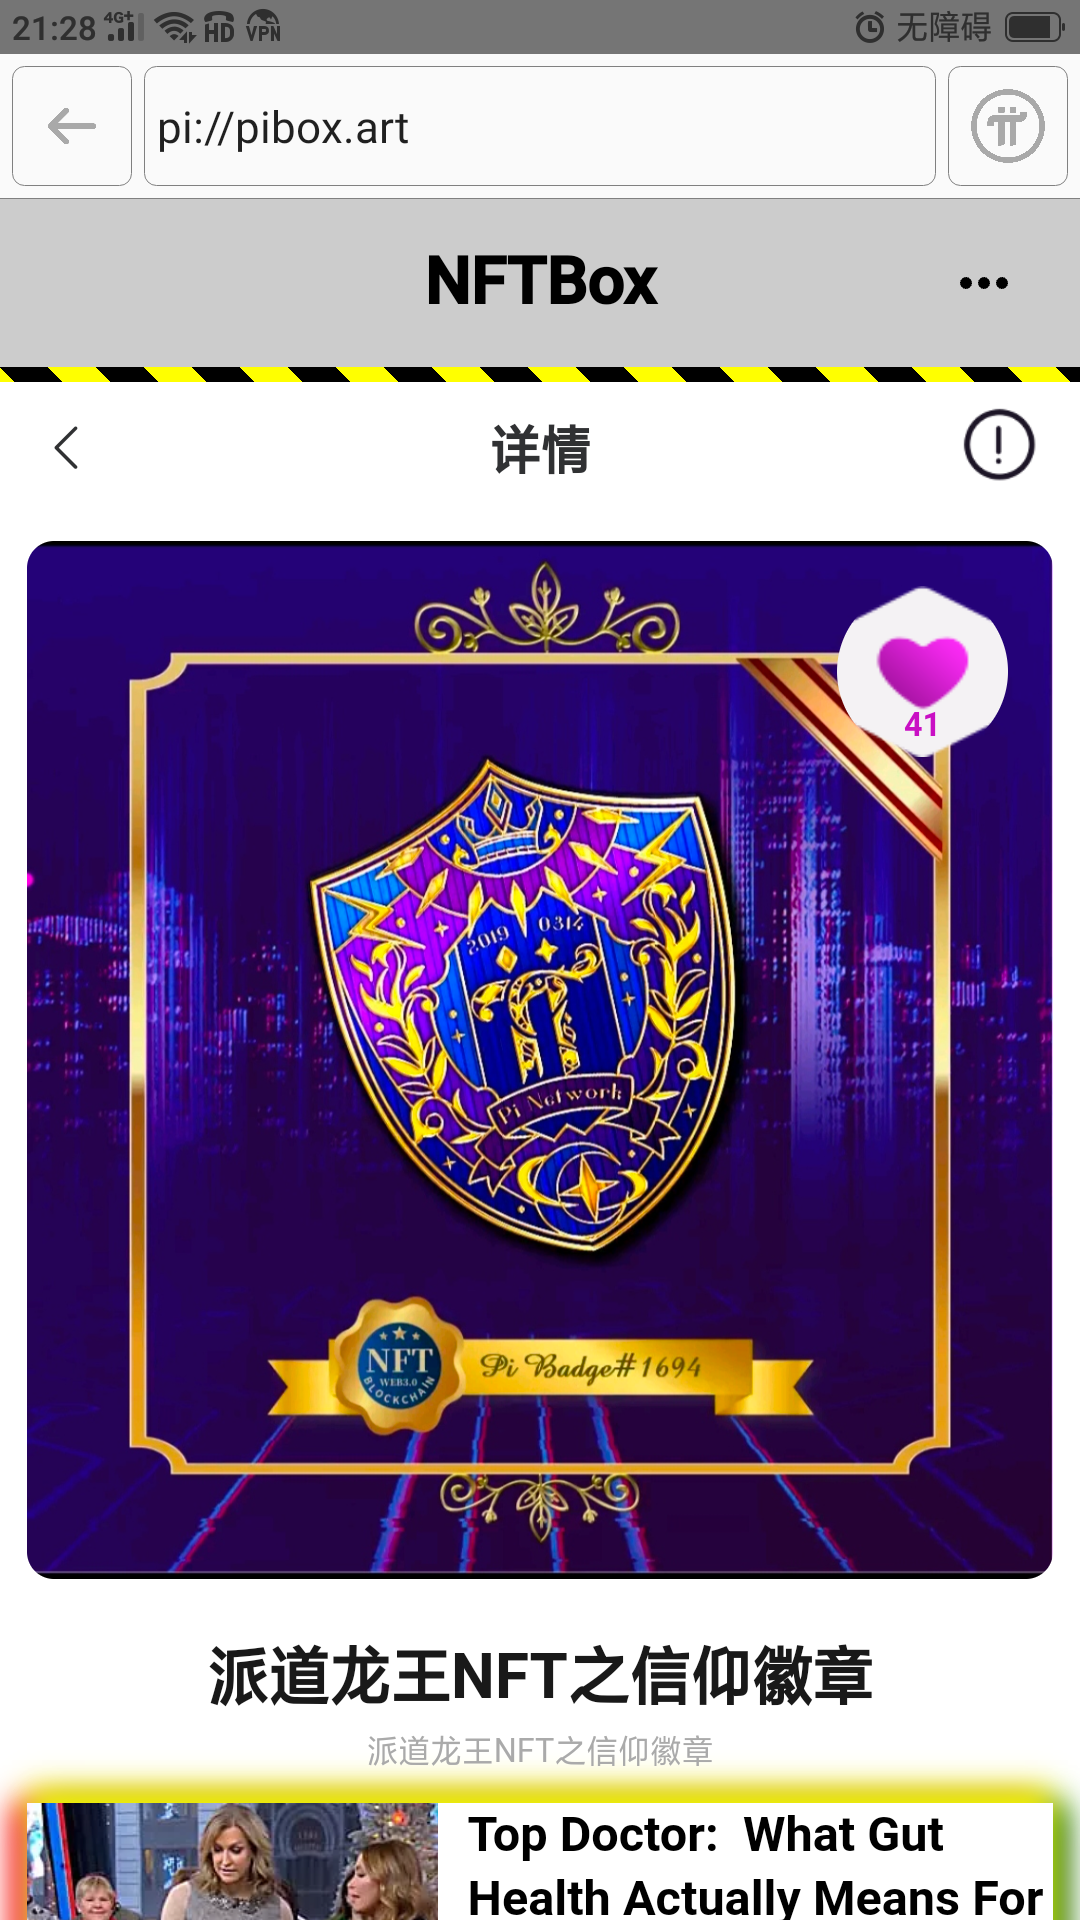 21:28 4G+ HD VPN 无障碍
pi://pibox.art
NFTBox
详情
41
2019 0314
Pi Network
NFT
WEB3.0
BLOCKCHAIN
Pi Badge#1694
派道龙王NFT之信仰徽章
派道龙王NFT之信仰徽章
Top Doctor: What Gut
Health Actually Means For